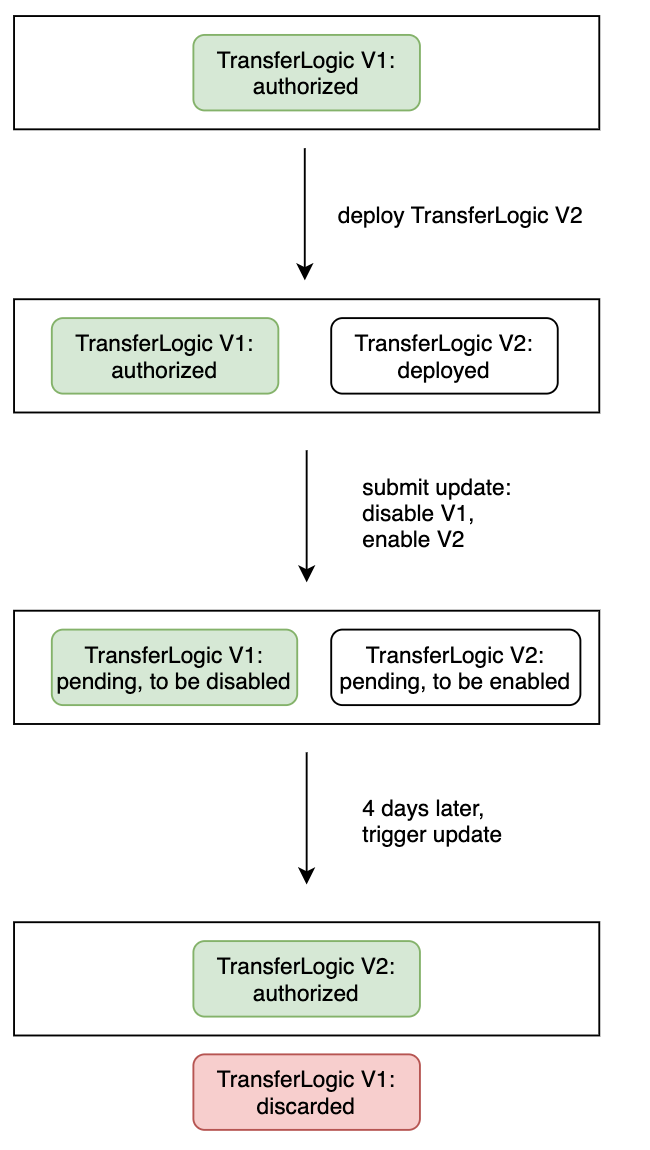 TransferLogic V1:
authorized
deploy TransferLogic V2
TransferLogic V1:
authorized
TransferLogic V2:
deployed
submit update:
disable V1,
enable V2
TransferLogic V1:
pending, to be disabled
TransferLogic V2:
pending, to be enabled
4 days later,
trigger update
TransferLogic V2:
authorized
TransferLogic V1:
discarded